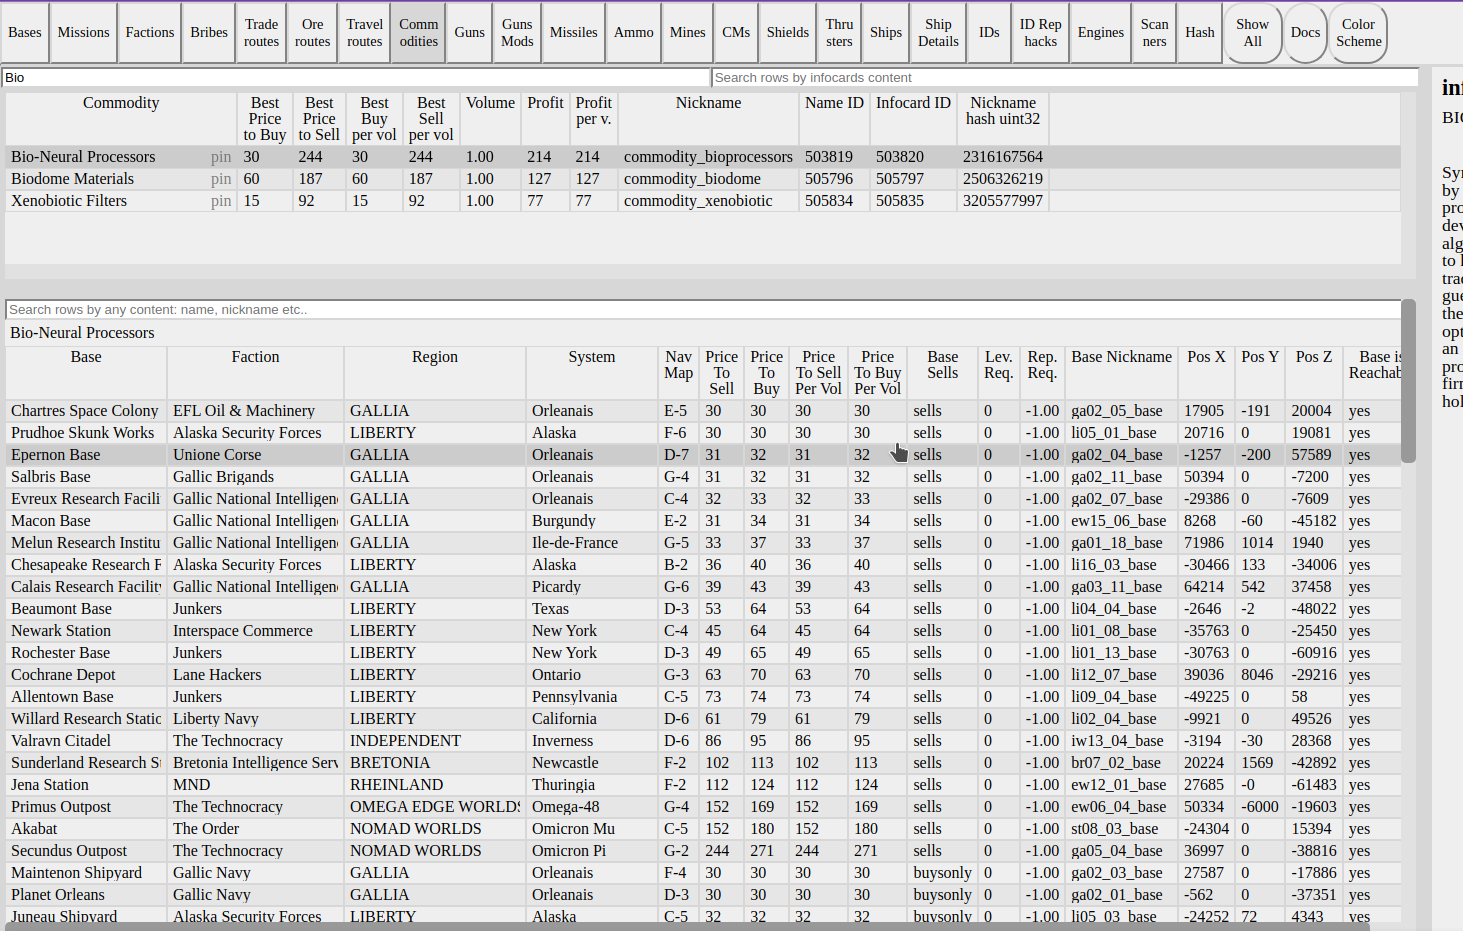 Bases Missions Factions Bribes Trade routes Ore routes Travel routes Comm odities Guns Guns Mods Missiles Ammo Mines CMs Shields Thru sters Ships Ship Details IDs ID Rep hacks Engines Scan ners Hash Show All Docs Color Scheme
Bio Search rows by infocards content
Commodity Best Price to Buy Best Price to Sell Best Buy per vol Best Sell per vol Volume Profit Profit per v. Nickname Name ID Infocard ID Nickname hash uint32
Bio-Neural Processors pin 30 244 30 244 1.00 214 214 commodity_bioprocessors 503819 503820 2316167564
Biodome Materials pin 60 187 60 187 1.00 127 127 commodity_biodome 505796 505797 2506326219
Xenobiotic Filters pin 15 92 15 92 1.00 77 77 commodity_xenobiotic 505834 505835 3205577997
Search rows by any content: name, nickname etc..
Bio-Neural Processors
Base Faction Region System Nav Map Price To Sell Price To Buy Price To Sell Per Vol Price To Buy Per Vol Base Sells Lev. Req. Rep. Req. Base Nickname Pos X Pos Y Pos Z Base is Reachab
Chartres Space Colony EFL Oil & Machinery GALLIA Orleanais E-5 30 30 30 30 sells 0 -1.00 ga02_05_base 17905 -191 20004 yes
Prudhoe Skunk Works Alaska Security Forces LIBERTY Alaska F-6 30 30 30 30 sells 0 -1.00 li05_01_base 20716 0 19081 yes
Epernon Base Unione Corse GALLIA Orleanais D-7 31 32 31 32 sells 0 -1.00 ga02_04_base -1257 -200 57589 yes
Salbris Base Gallic Brigands GALLIA Orleanais G-4 31 32 31 32 sells 0 -1.00 ga02_11_base 50394 0 -7200 yes
Evreux Research Facili Gallic National Intelligen GALLIA Orleanais C-4 32 33 32 33 sells 0 -1.00 ga02_07_base -29386 0 -7609 yes
Macon Base Gallic National Intelligen GALLIA Burgundy E-2 31 34 31 34 sells 0 -1.00 ew15_06_base 8268 -60 -45182 yes
Melun Research Institu Gallic National Intelligen GALLIA Ile-de-France G-5 33 37 33 37 sells 0 -1.00 ga01_18_base 71986 1014 1940 yes
Chesapeake Research F Alaska Security Forces LIBERTY Alaska B-2 36 40 36 40 sells 0 -1.00 li16_03_base -30466 133 -34006 yes
Calais Research Facility Gallic National Intelligen GALLIA Picardy G-6 39 43 39 43 sells 0 -1.00 ga03_11_base 64214 542 37458 yes
Beaumont Base Junkers LIBERTY Texas D-3 53 64 53 64 sells 0 -1.00 li04_04_base -2646 -2 -48022 yes
Newark Station Interspace Commerce LIBERTY New York C-4 45 64 45 64 sells 0 -1.00 li01_08_base -35763 0 -25450 yes
Rochester Base Junkers LIBERTY New York D-3 49 65 49 65 sells 0 -1.00 li01_13_base -30763 0 -60916 yes
Cochrane Depot Lane Hackers LIBERTY Ontario G-3 63 70 63 70 sells 0 -1.00 li12_07_base 39036 8046 -29216 yes
Allentown Base Junkers LIBERTY Pennsylvania C-5 73 74 73 74 sells 0 -1.00 li09_04_base -49225 0 58 yes
Willard Research Static Liberty Navy LIBERTY California D-6 61 79 61 79 sells 0 -1.00 li02_04_base -9921 0 49526 yes
Valravn Citadel The Technocracy INDEPENDENT Inverness D-6 86 95 86 95 sells 0 -1.00 iw13_04_base -3194 -30 28368 yes
Sunderland Research St Bretonia Intelligence Serv BRETONIA Newcastle F-2 102 113 102 113 sells 0 -1.00 br07_02_base 20224 1569 -42892 yes
Jena Station MND RHEINLAND Thuringia F-2 112 124 112 124 sells 0 -1.00 ew12_01_base 27685 -0 -61483 yes
Primus Outpost The Technocracy OMEGA EDGE WORLDS Omega-48 G-4 152 169 152 169 sells 0 -1.00 ew06_04_base 50334 -6000 -19603 yes
Akabat The Order NOMAD WORLDS Omicron Mu C-5 152 180 152 180 sells 0 -1.00 st08_03_base -24304 0 15394 yes
Secundus Outpost The Technocracy NOMAD WORLDS Omicron Pi G-2 244 271 244 271 sells 0 -1.00 ga05_04_base 36997 0 -38816 yes
Maintenon Shipyard Gallic Navy GALLIA Orleanais F-4 30 30 30 30 buysonly 0 -1.00 ga02_03_base 27587 0 -17886 yes
Planet Orleans Gallic Navy GALLIA Orleanais D-3 30 30 30 30 buysonly 0 -1.00 ga02_01_base -562 0 -37351 yes
Juneau Shipyard Alaska Security Forces LIBERTY Alaska C-5 32 32 32 32 buysonly 0 -1.00 li05_03_base -24252 72 4343 yes
inf
BIO
Syn
by
pro
dev
alg
to l
trad
gue
the
opt
an
pro
firn
hol